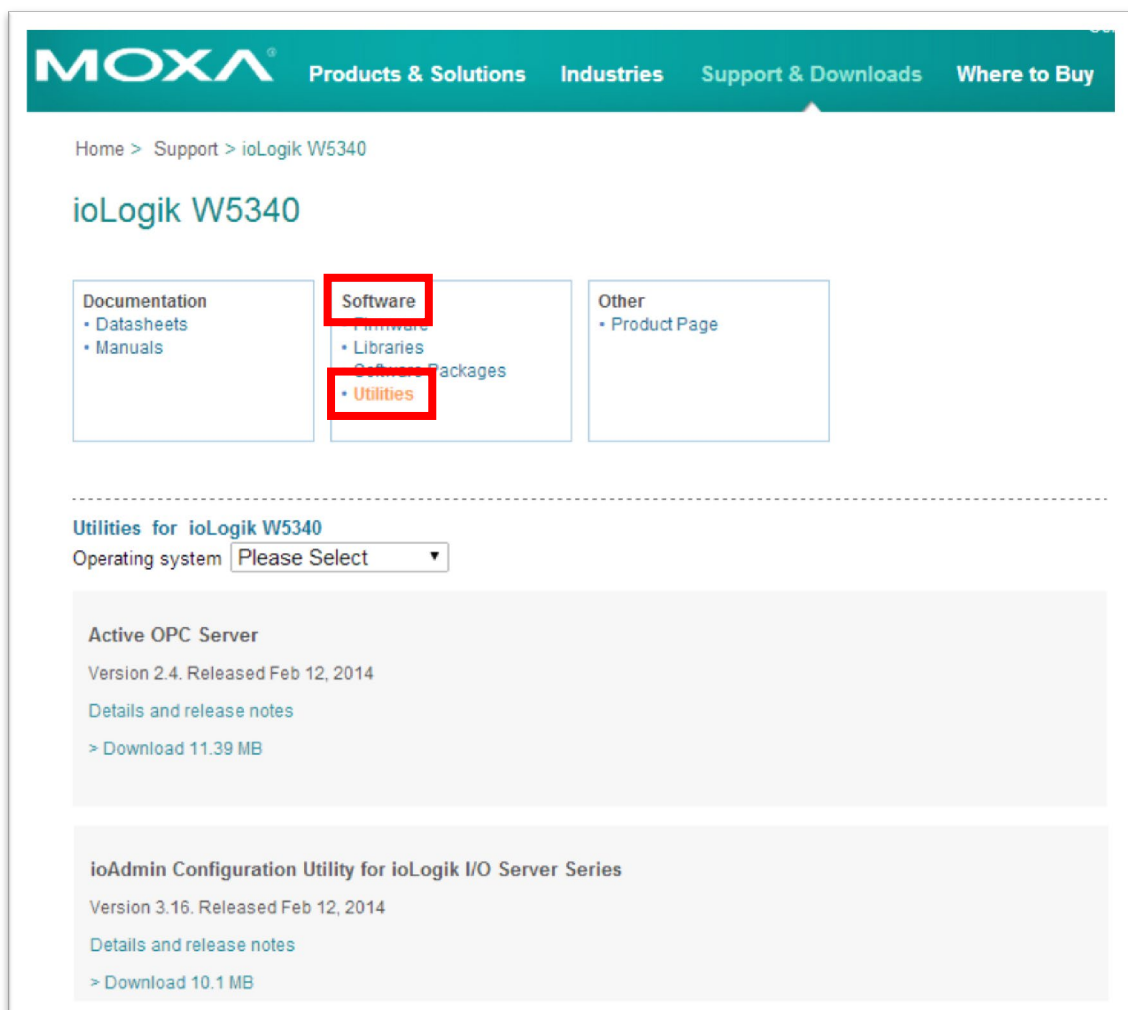 MOXA®
Products & Solutions Industries Support & Downloads Where to Buy
Home > Support > ioLogik W5340
ioLogik W5340
Documentation
• Datasheets
• Manuals
Software
• Firmware
• Libraries
• Software Packages
• Utilities
Other
• Product Page
Utilities for ioLogik W5340
Operating system Please Select ▼
Active OPC Server
Version 2.4. Released Feb 12, 2014
Details and release notes
> Download 11.39 MB
ioAdmin Configuration Utility for ioLogik I/O Server Series
Version 3.16. Released Feb 12, 2014
Details and release notes
> Download 10.1 MB